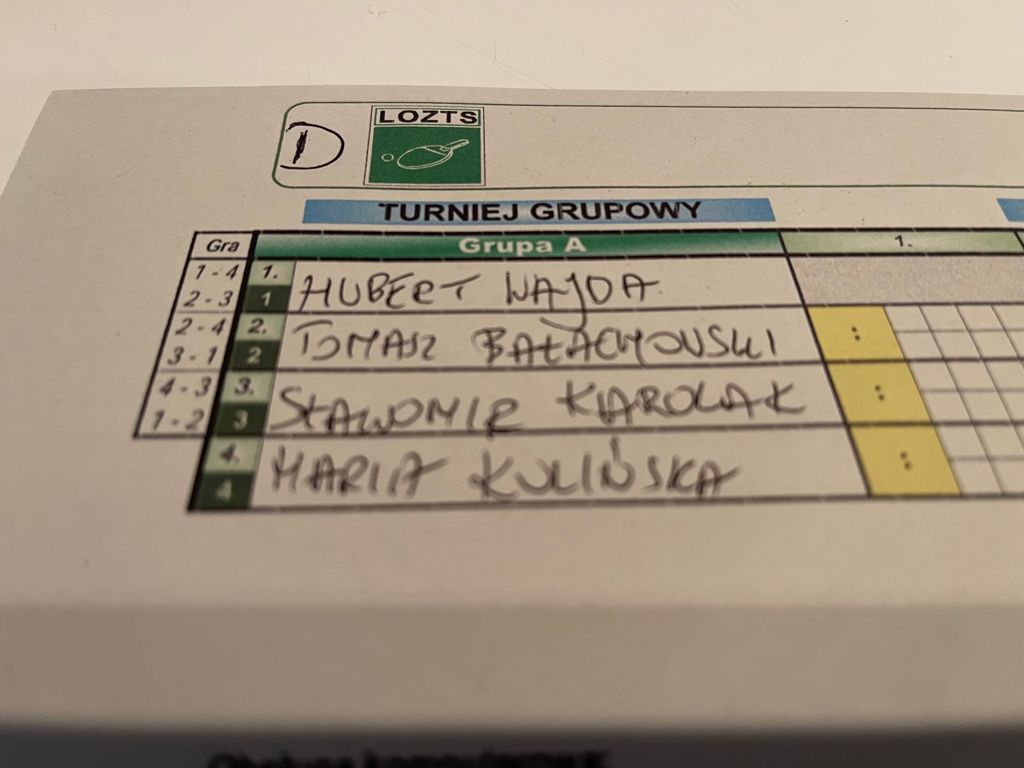 D
LOZTS
TURNIEJ GRUPOWY
Gra Grupa A 1.
1 - 4 1. HUBERT WAJDA
2 - 3 1
2 - 4 2. TOMASZ BAŁACHOWSKI :
3 - 1 2
4 - 3 3. SŁAWOMIR KAROLAK :
1 - 2 3
4. MARIA KULIŃSKA :
4